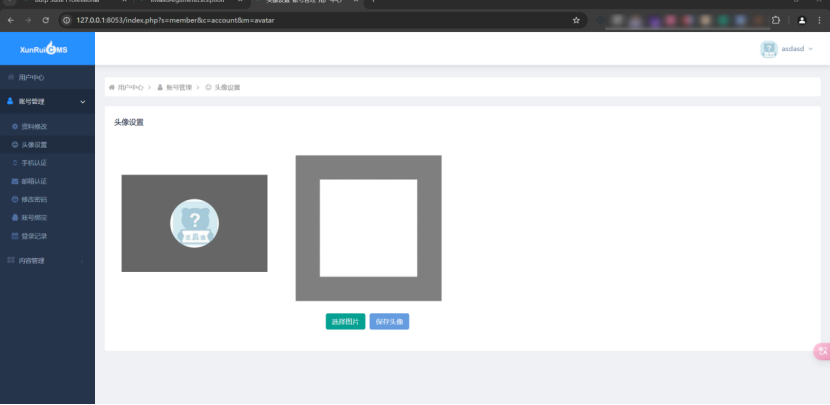 127.0.0.1:8053/index.php?s=member&c=account&m=avatar
XunRui CMS
asdasd
用户中心
账号管理
资料修改
头像设置
手机认证
邮箱认证
修改密码
账号绑定
登录记录
内容管理
用户中心 > 账号管理 > 头像设置
头像设置
?
选择图片 保存头像